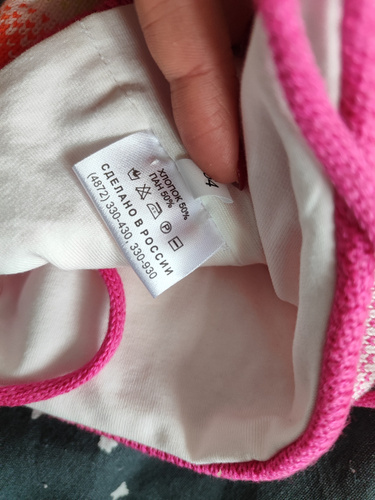 ХЛОПОК 50%
ПАН 50%
СДЕЛАНО В РОССИИ
(4872) 330-430, 330-930